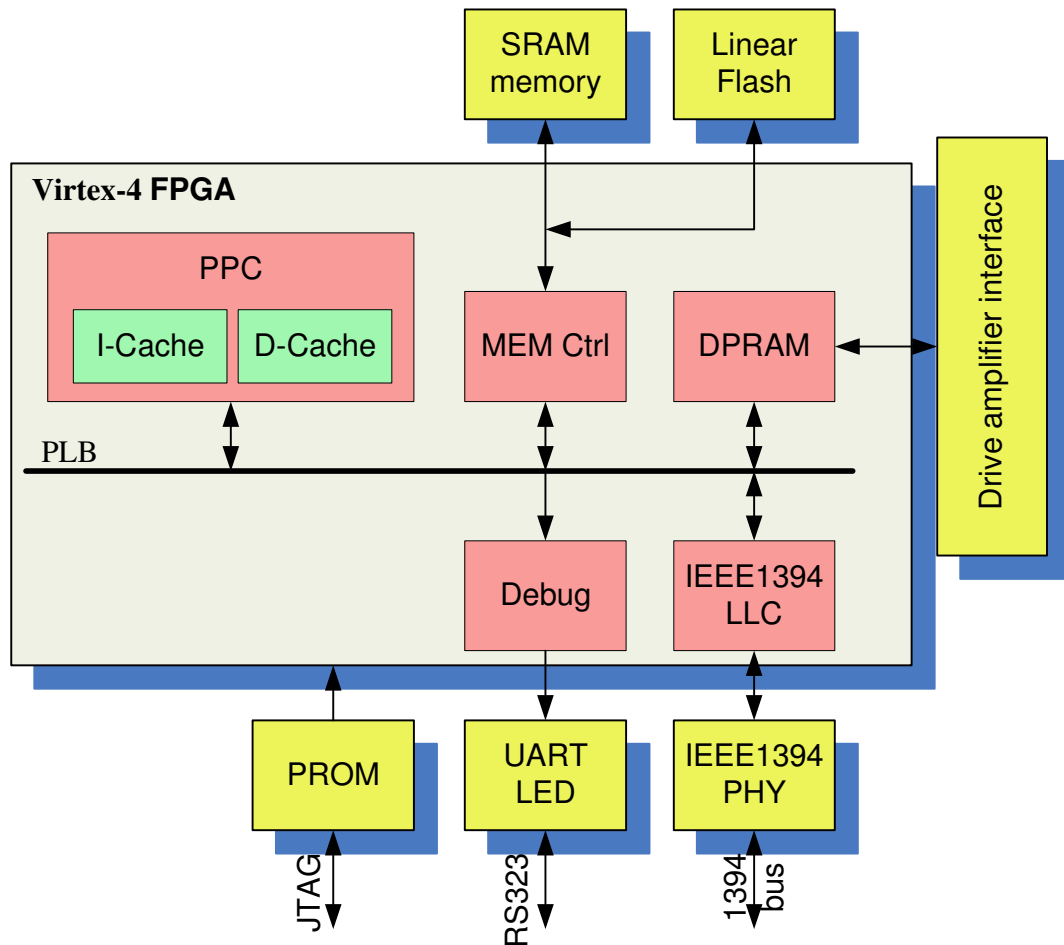 SRAM
memory
Linear
Flash
Virtex-4 FPGA
PPC
I-Cache
D-Cache
MEM Ctrl
DPRAM
Drive amplifier interface
PLB
Debug
IEEE1394
LLC
PROM
UART
LED
IEEE1394
PHY
JTAG
RS323
1394
bus